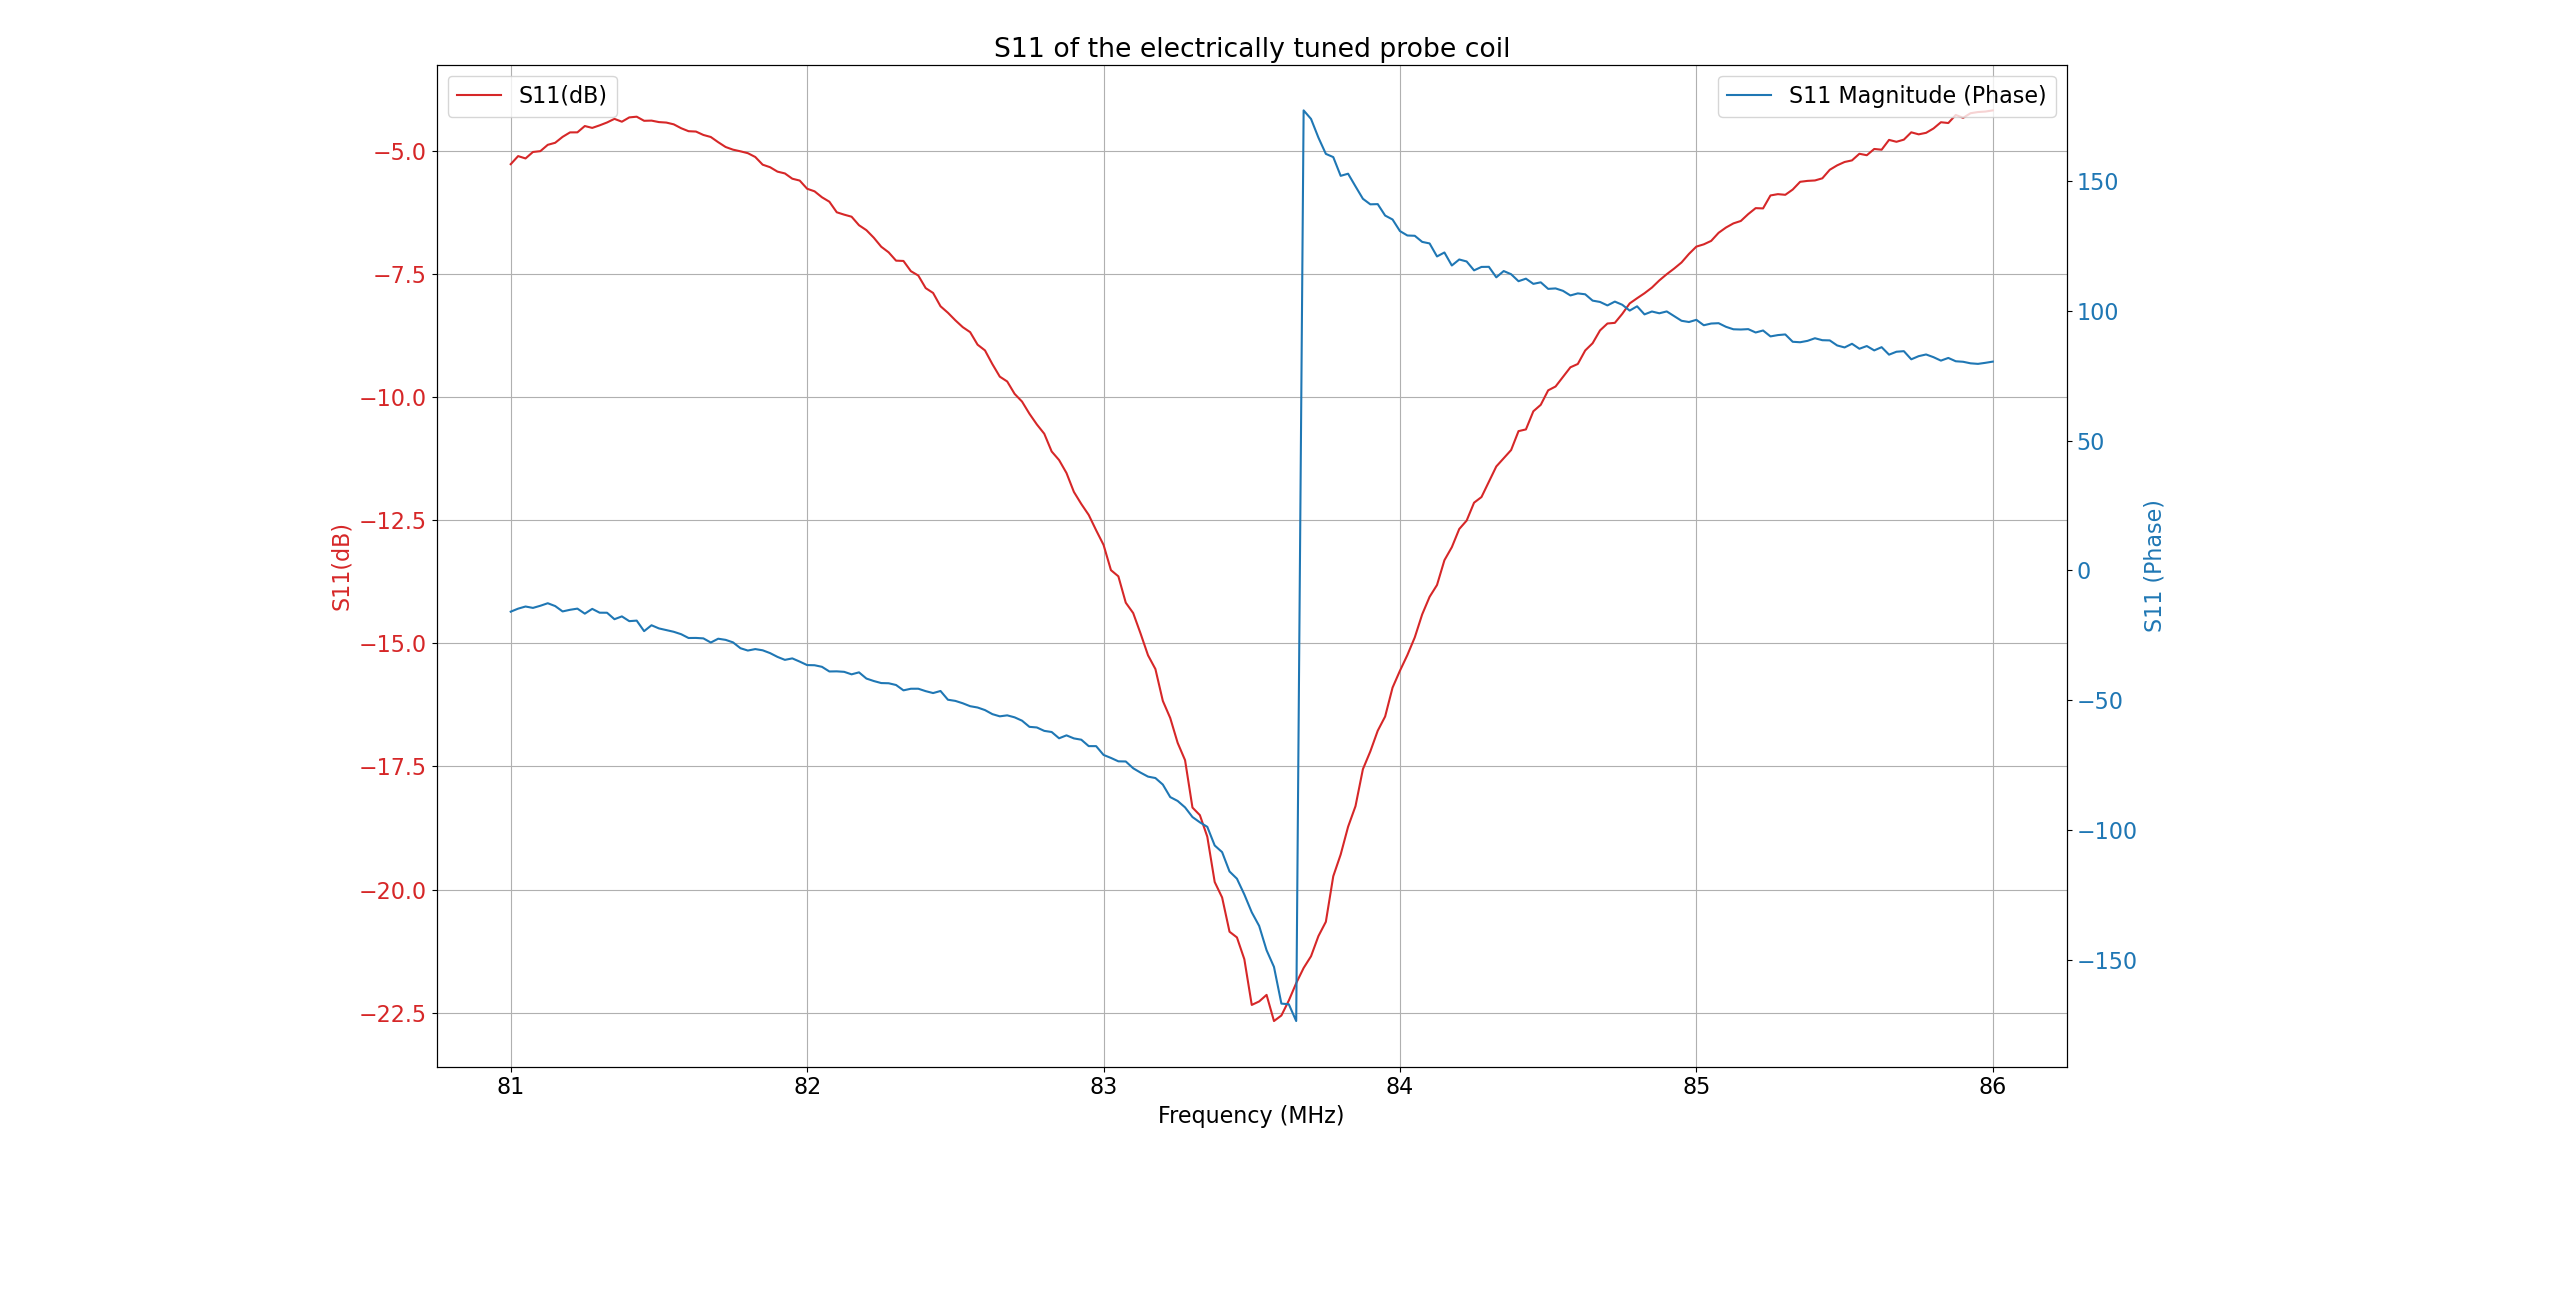 S11 of the electrically tuned probe coil
S11(dB)
S11 Magnitude (Phase)
−5.0
−7.5
−10.0
−12.5
−15.0
−17.5
−20.0
−22.5
S11(dB)
150
100
50
0
−50
−100
−150
S11 (Phase)
81 82 83 84 85 86
Frequency (MHz)